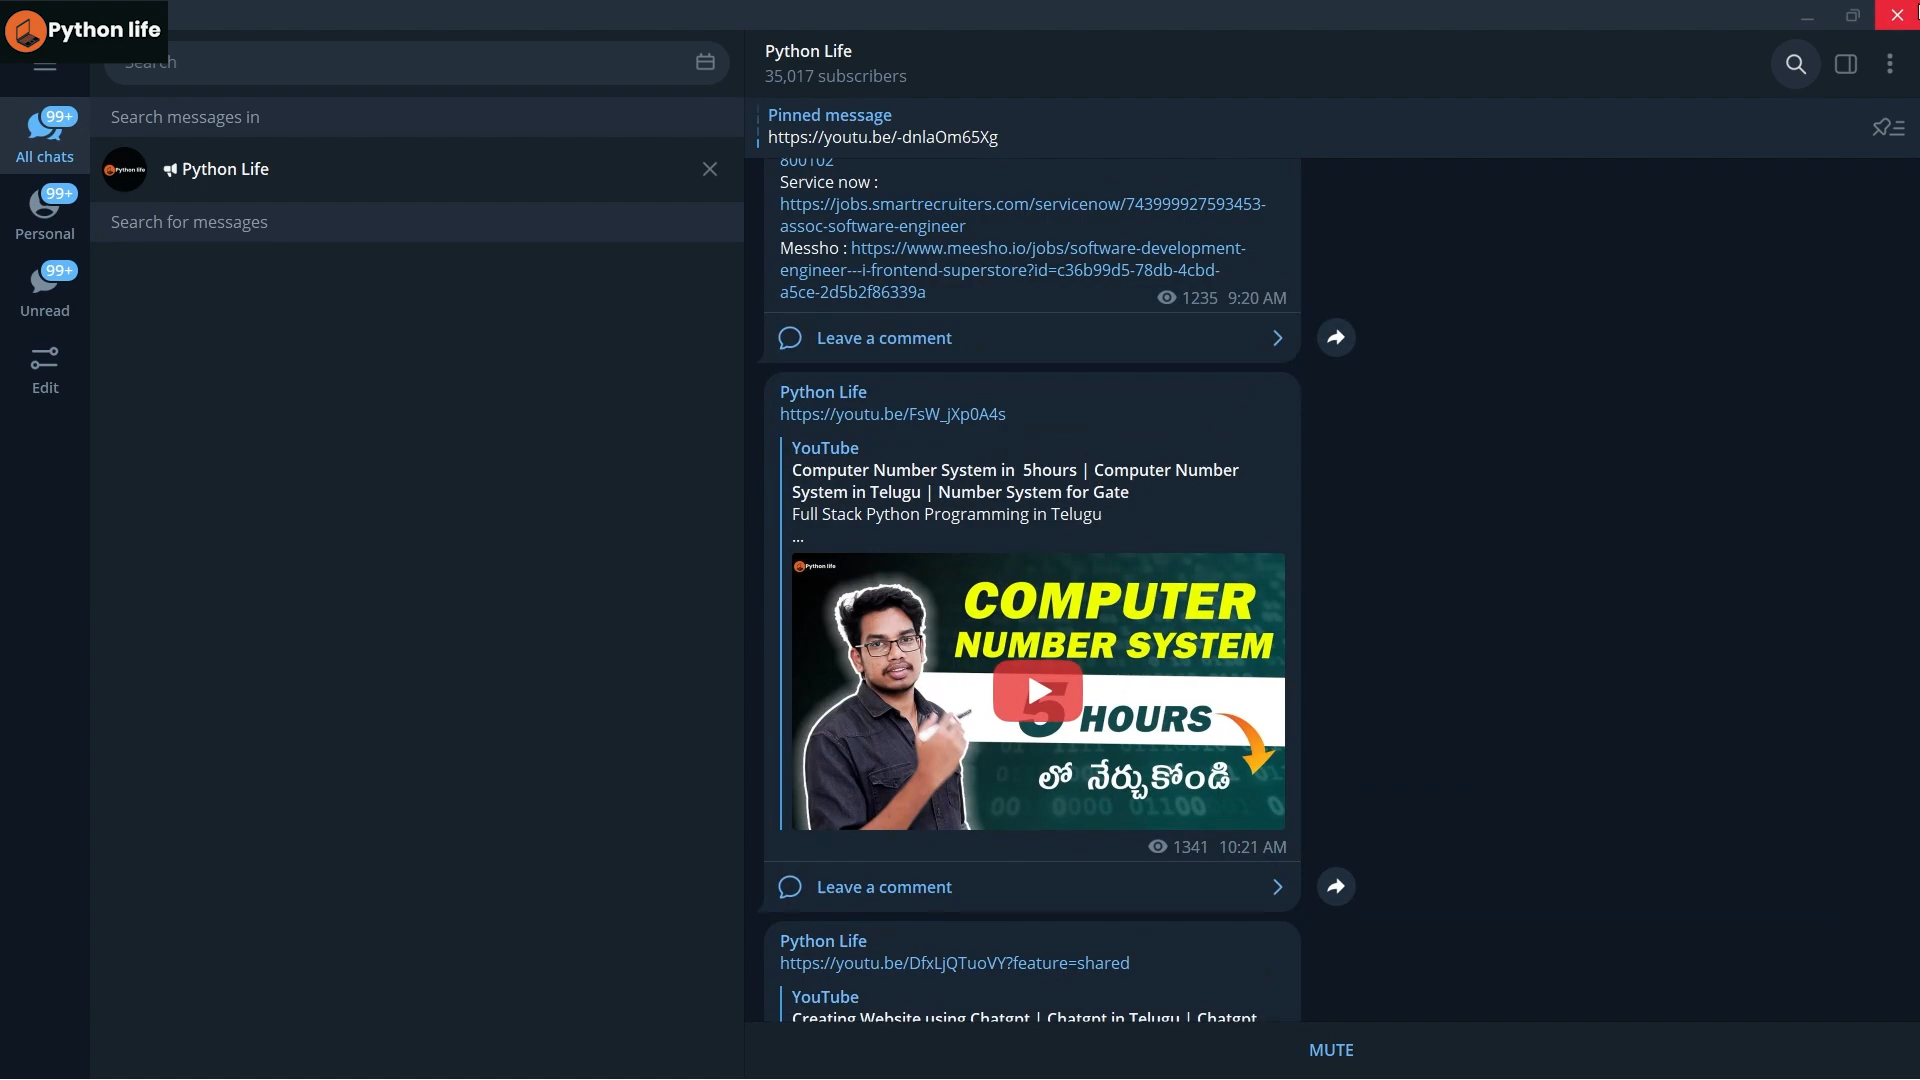 Python life
Search
Python Life
35,017 subscribers
99+
All chats
99+
Personal
99+
Unread
Edit
Search messages in
Python life
Python Life
Search for messages
Pinned message
https://youtu.be/-dnlaOm65Xg
800102
Service now :
https://jobs.smartrecruiters.com/servicenow/743999927593453-
assoc-software-engineer
Messho : https://www.meesho.io/jobs/software-development-
engineer---i-frontend-superstore?id=c36b99d5-78db-4cbd-
a5ce-2d5b2f86339a
1235 9:20 AM
Leave a comment
Python Life
https://youtu.be/FsW_jXp0A4s
YouTube
Computer Number System in 5hours | Computer Number
System in Telugu | Number System for Gate
Full Stack Python Programming in Telugu
...
Python life
COMPUTER
NUMBER SYSTEM
5 HOURS
లో నేర్చుకోండి
1341 10:21 AM
Leave a comment
Python Life
https://youtu.be/DfxLjQTuoVY?feature=shared
YouTube
Creating Website using Chatgpt | Chatgpt in Telugu | Chatgpt
MUTE